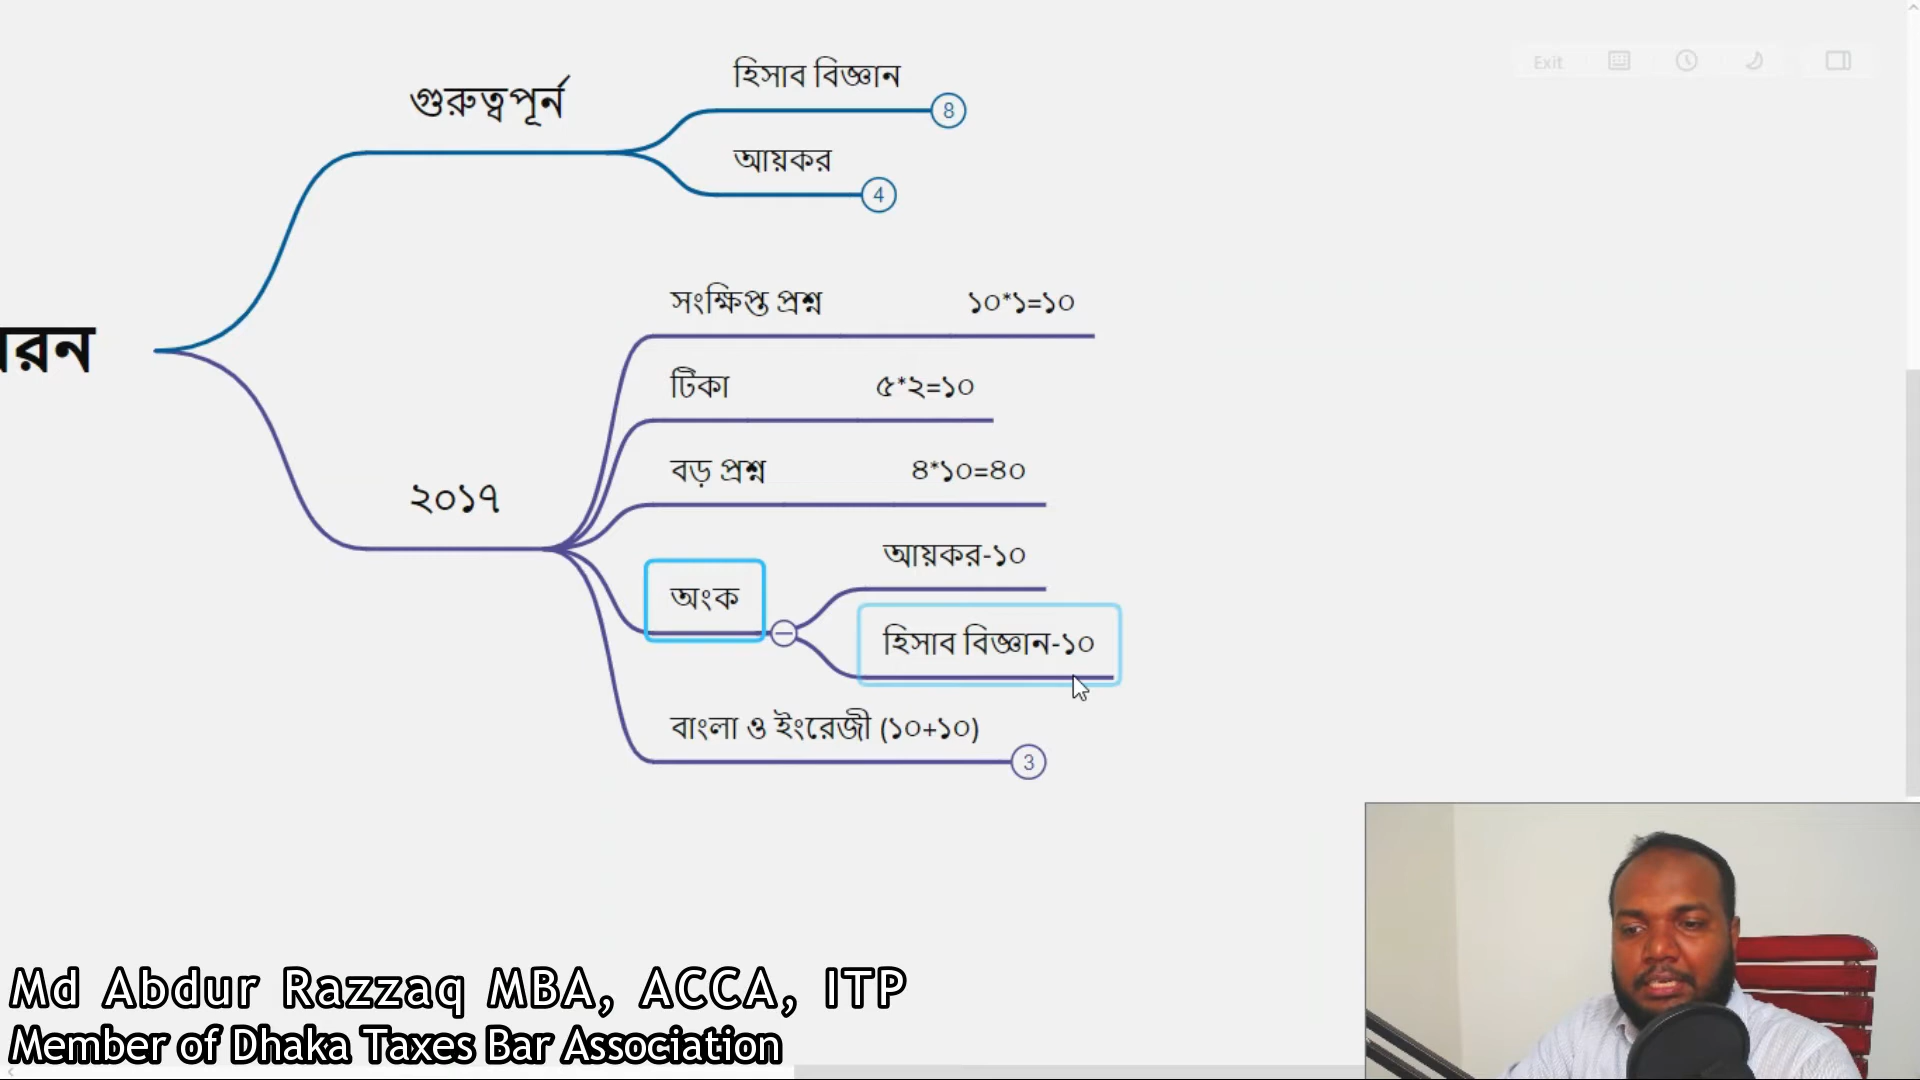 Exit
হিসাব বিজ্ঞান
8
গুরুত্বপূর্ন
আয়কর
4
সংক্ষিপ্ত প্রশ্ন ১০*১=১০
রন
টিকা ৫*২=১০
বড় প্রশ্ন ৪*১০=৪০
২০১৭
আয়কর-১০
অংক
হিসাব বিজ্ঞান-১০
বাংলা ও ইংরেজী (১০+১০)
3
Md Abdur Razzaq MBA, ACCA, ITP
Member of Dhaka Taxes Bar Association